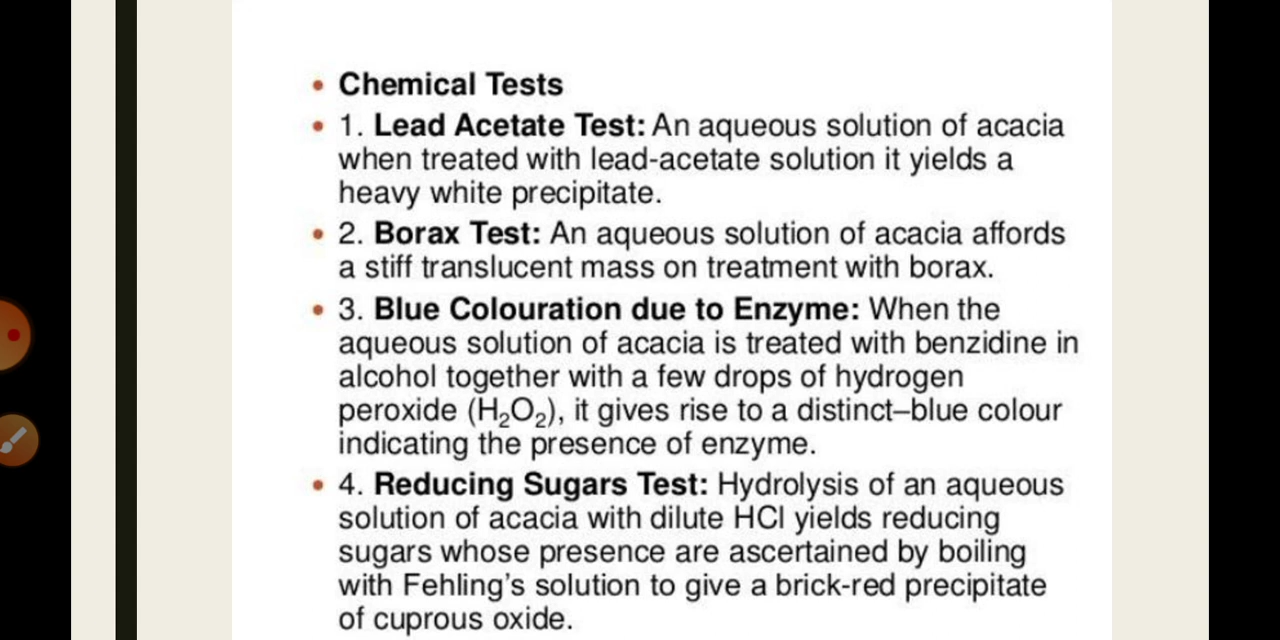 • Chemical Tests
• 1. Lead Acetate Test: An aqueous solution of acacia
when treated with lead-acetate solution it yields a
heavy white precipitate.
• 2. Borax Test: An aqueous solution of acacia affords
a stiff translucent mass on treatment with borax.
• 3. Blue Colouration due to Enzyme: When the
aqueous solution of acacia is treated with benzidine in
alcohol together with a few drops of hydrogen
peroxide (H₂O₂), it gives rise to a distinct–blue colour
indicating the presence of enzyme.
• 4. Reducing Sugars Test: Hydrolysis of an aqueous
solution of acacia with dilute HCl yields reducing
sugars whose presence are ascertained by boiling
with Fehling’s solution to give a brick-red precipitate
of cuprous oxide.